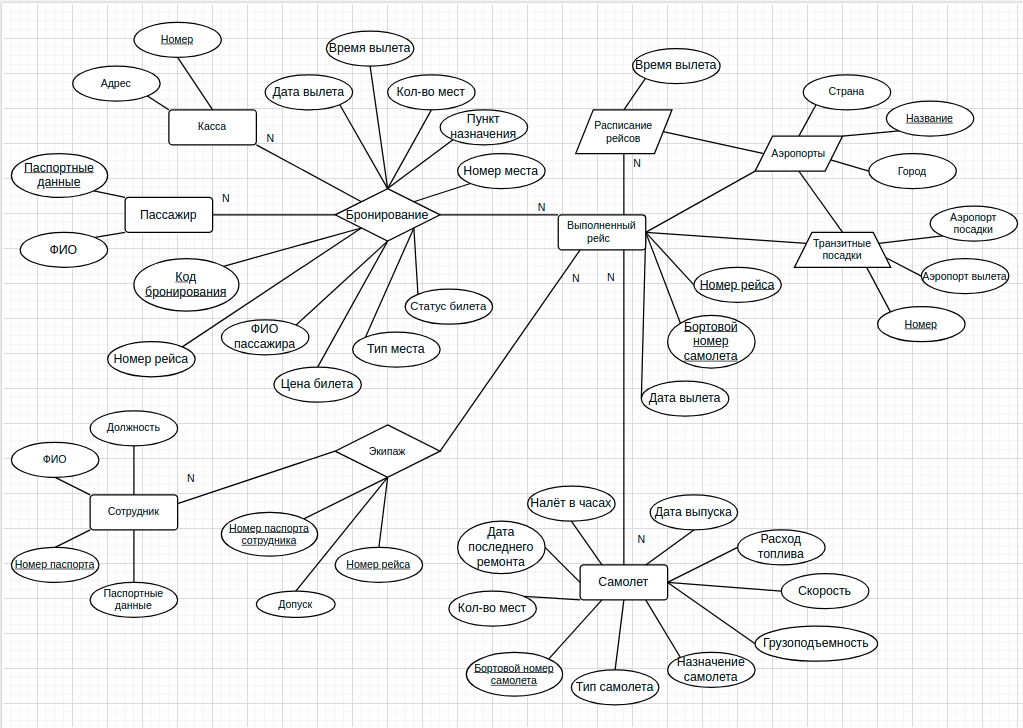 Номер
Адрес
Касса
N
Время вылета
Дата вылета
Кол-во мест
Пункт
назначения
Номер места
Паспортные
данные
Пассажир
N
ФИО
Бронирование
Код
бронирования
Номер рейса
ФИО
пассажира
Цена билета
Тип места
Статус билета
N
Время вылета
Расписание
рейсов
N
Страна
Название
Аэропорты
Город
Выполненный
рейс
N
N
Транзитные
посадки
Аэропорт
посадки
Аэропорт вылета
Номер
Номер рейса
Бортовой
номер
самолета
Дата вылета
Должность
ФИО
N
Сотрудник
Номер паспорта
Паспортные
данные
Экипаж
Номер паспорта
сотрудника
Номер рейса
Допуск
Налёт в часах
Дата выпуска
Дата
последнего
ремонта
N
Расход
топлива
Самолет
Скорость
Кол-во мест
Грузоподъемность
Бортовой номер
самолета
Тип самолета
Назначение
самолета